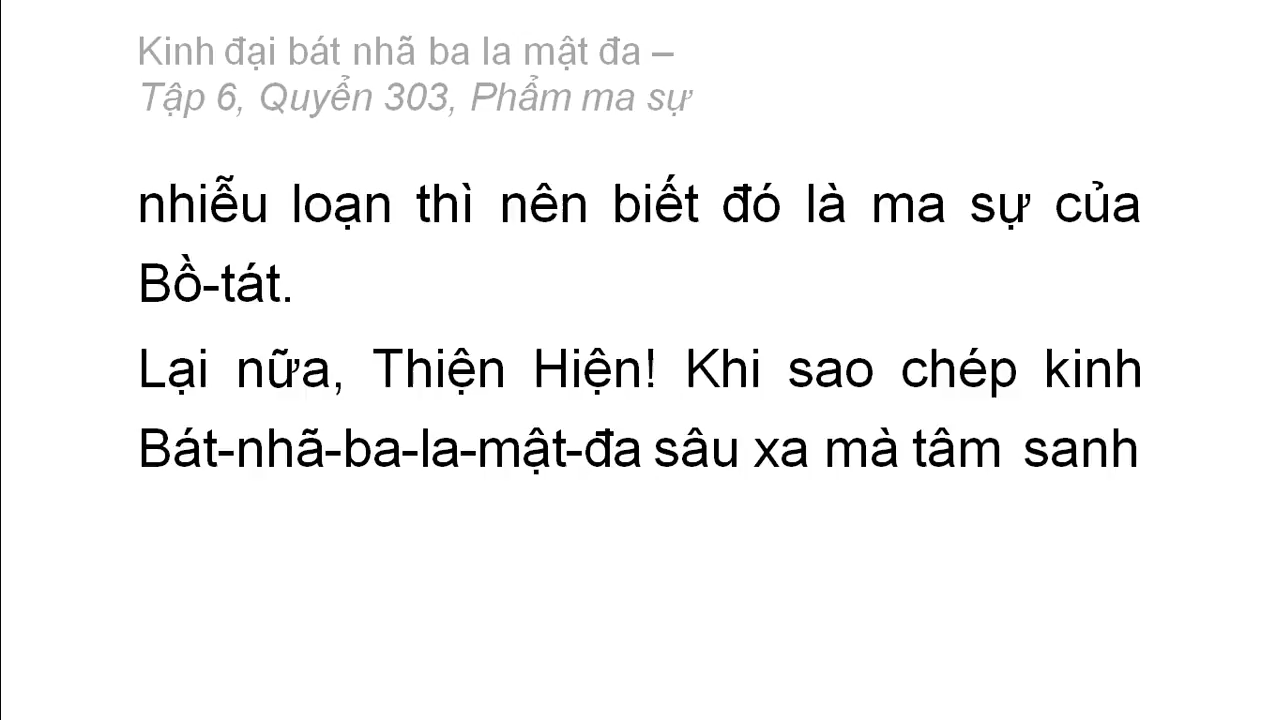 Kinh đại bát nhã ba la mật đa –
Tập 6, Quyển 303, Phẩm ma sự
nhiễu loạn thì nên biết đó là ma sự của
Bồ-tát.
Lại nữa, Thiện Hiện! Khi sao chép kinh
Bát-nhã-ba-la-mật-đa sâu xa mà tâm sanh